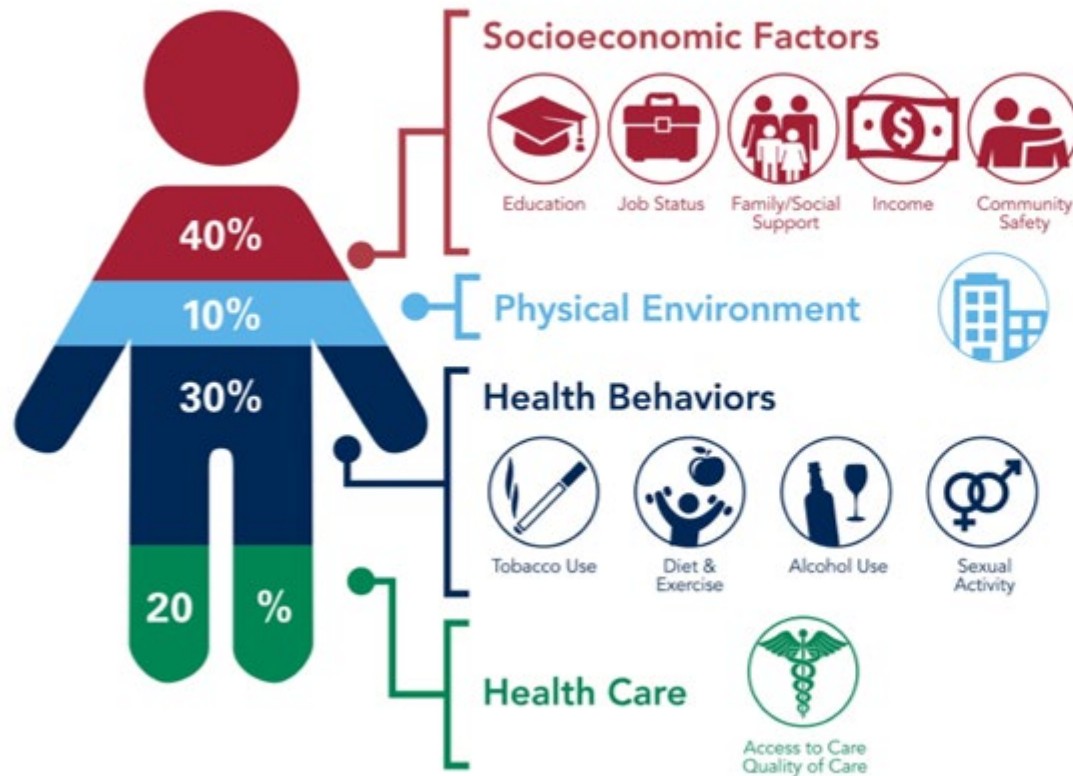 Socioeconomic Factors
Education
Job Status
Family/Social
Support
Income
Community
Safety
40%
10%
Physical Environment
30%
Health Behaviors
Tobacco Use
Diet &
Exercise
Alcohol Use
Sexual
Activity
20 %
Health Care
Access to Care
Quality of Care
$